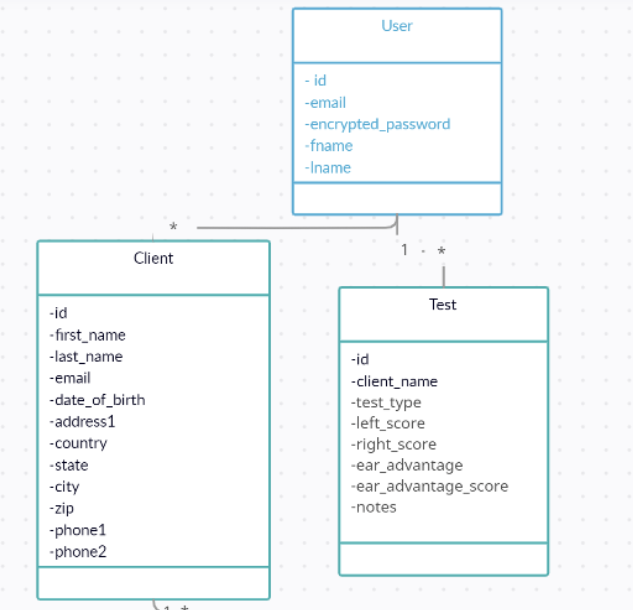 User
- id
-email
-encrypted_password
-fname
-lname
*
1 - *
Client
-id
-first_name
-last_name
-email
-date_of_birth
-address1
-country
-state
-city
-zip
-phone1
-phone2
Test
-id
-client_name
-test_type
-left_score
-right_score
-ear_advantage
-ear_advantage_score
-notes
1 *